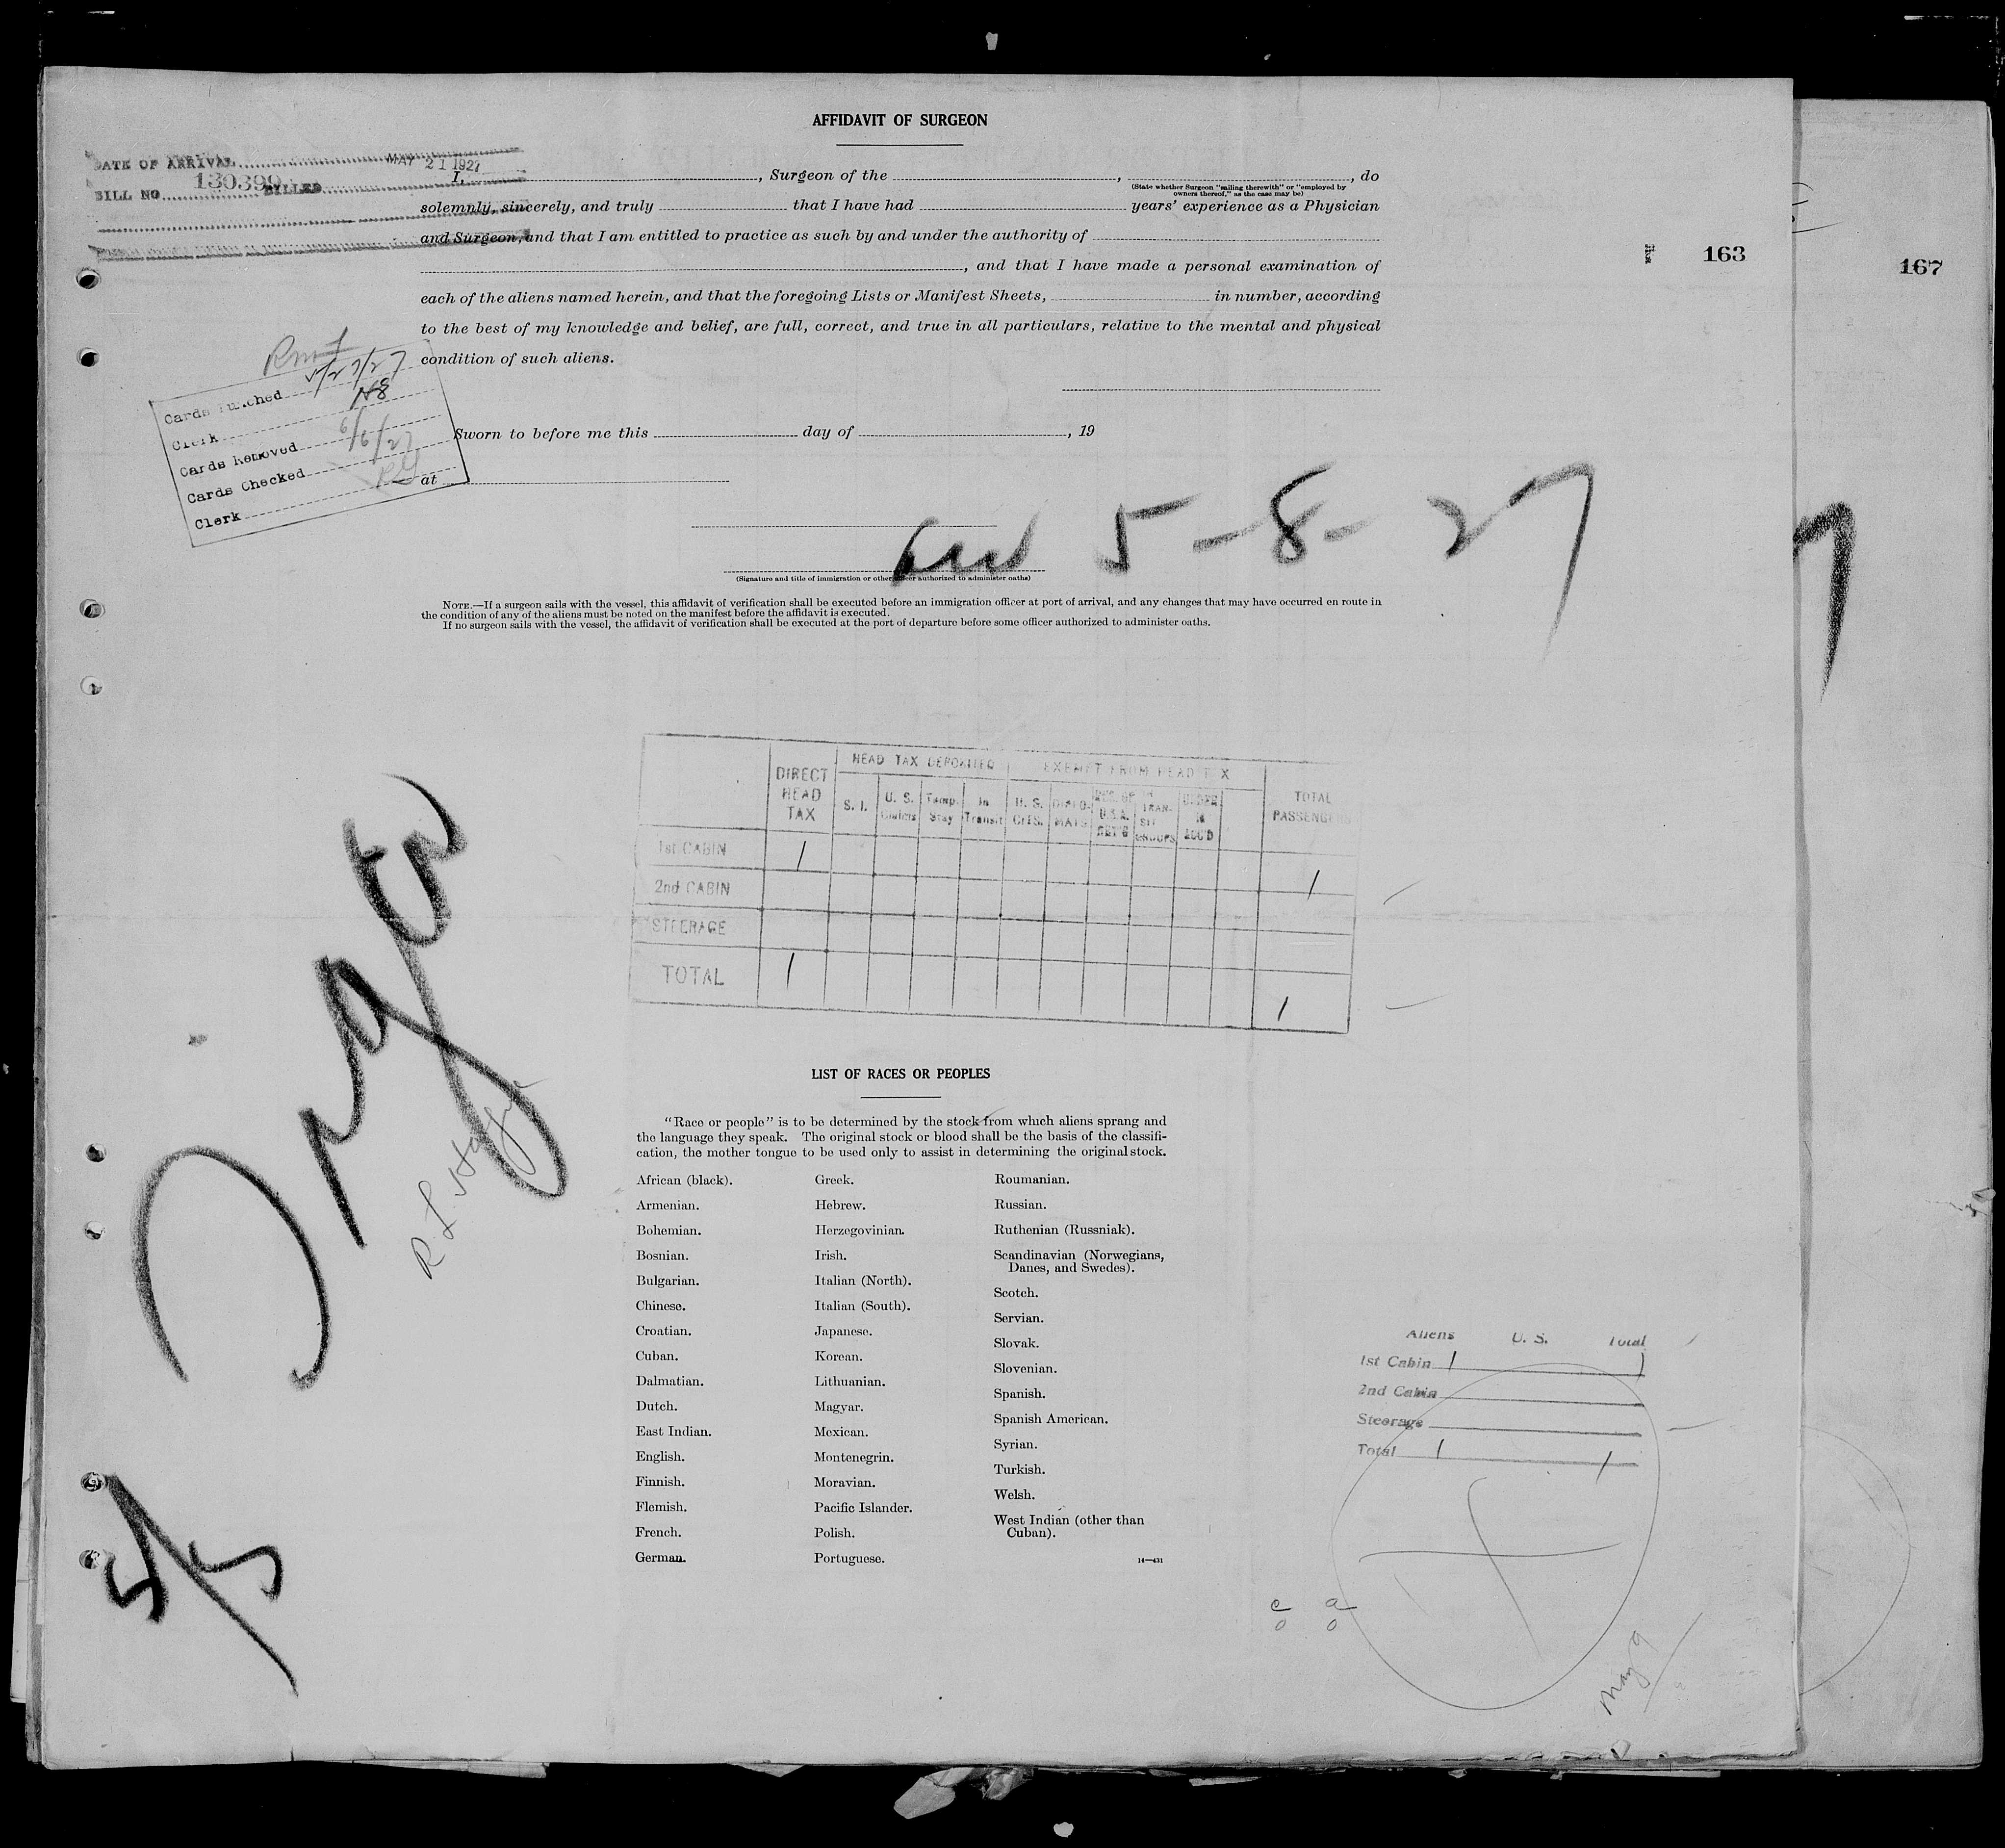 AFFIDAVIT OF SURGEON
DATE OF ARRIVAL MAY 21 1927
BILL NO. 130399 BILLED
I, , Surgeon of the , , do
(State whether Surgeon "sailing therewith" or "employed by owners thereof," as the case may be)
solemnly, sincerely, and truly that I have had years' experience as a Physician
and Surgeon, and that I am entitled to practice as such by and under the authority of
, and that I have made a personal examination of
each of the aliens named herein, and that the foregoing Lists or Manifest Sheets, in number, according
to the best of my knowledge and belief, are full, correct, and true in all particulars, relative to the mental and physical
condition of such aliens.
163
167
Cards Punched 5/27/27
Clerk N8
Cards Removed 6/6/27
Cards Checked
Clerk
Sworn to before me this day of , 19
at
5-8-27
(Signature and title of immigration or other officer authorized to administer oaths)
NOTE.—If a surgeon sails with the vessel, this affidavit of verification shall be executed before an immigration officer at port of arrival, and any changes that may have occurred en route in
the condition of any of the aliens must be noted on the manifest before the affidavit is executed.
If no surgeon sails with the vessel, the affidavit of verification shall be executed at the port of departure before some officer authorized to administer oaths.
DIRECT HEAD TAX HEAD TAX DEPOSITED EXEMPT FROM HEAD TAX TOTAL PASSENGERS
S. I. U. S. Temp. Stay In Transit U. S. CITS. DIPLO-MATS TRAN-SIT GROUPS UNDER 16
1st CABIN 1 1
2nd CABIN
STEERAGE
TOTAL 1 1
LIST OF RACES OR PEOPLES
"Race or people" is to be determined by the stock from which aliens sprang and
the language they speak. The original stock or blood shall be the basis of the classifi-
cation, the mother tongue to be used only to assist in determining the original stock.
African (black).
Armenian.
Bohemian.
Bosnian.
Bulgarian.
Chinese.
Croatian.
Cuban.
Dalmatian.
Dutch.
East Indian.
English.
Finnish.
Flemish.
French.
German.
Greek.
Hebrew.
Herzegovinian.
Irish.
Italian (North).
Italian (South).
Japanese.
Korean.
Lithuanian.
Magyar.
Mexican.
Montenegrin.
Moravian.
Pacific Islander.
Polish.
Portuguese.
Roumanian.
Russian.
Ruthenian (Russniak).
Scandinavian (Norwegians,
Danes, and Swedes).
Scotch.
Servian.
Slovak.
Slovenian.
Spanish.
Spanish American.
Syrian.
Turkish.
Welsh.
West Indian (other than
Cuban).
14—431
Aliens U. S. Total
1st Cabin 1 1
2nd Cabin
Steerage
Total 1 1
5/5
R L
May 9